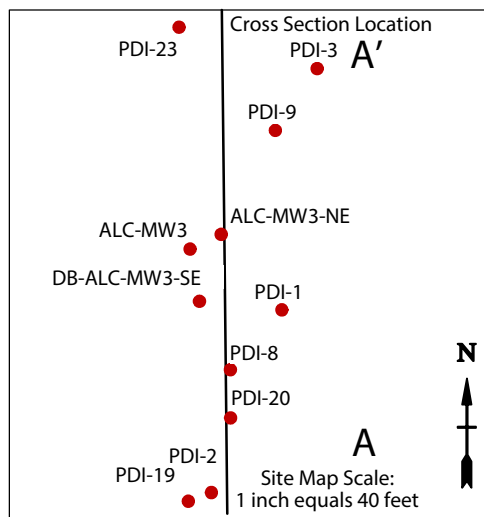 Cross Section Location
PDI-23
PDI-3
A'
PDI-9
ALC-MW3-NE
ALC-MW3
DB-ALC-MW3-SE
PDI-1
N
PDI-8
PDI-20
A
PDI-2
PDI-19
Site Map Scale:
1 inch equals 40 feet